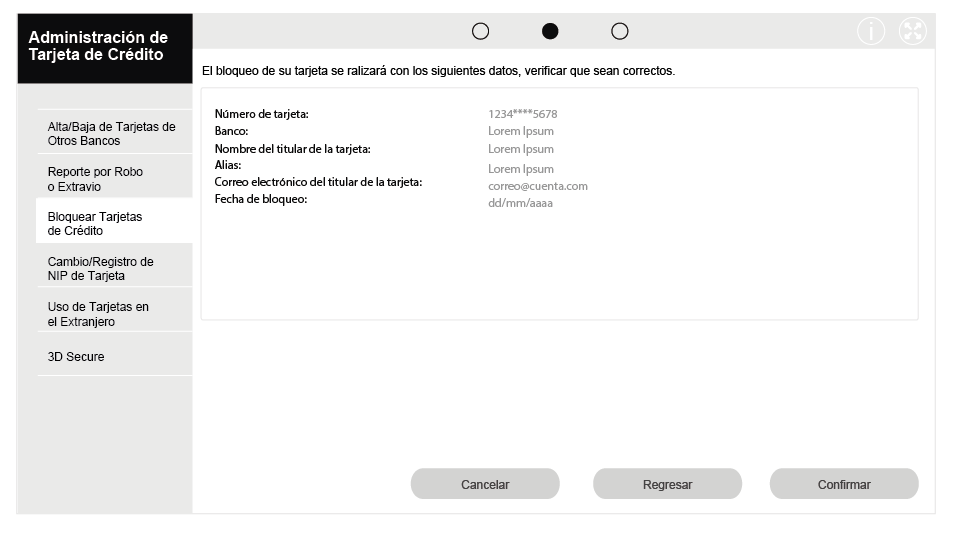 Administración de
Tarjeta de Crédito
i
El bloqueo de su tarjeta se ralizará con los siguientes datos, verificar que sean correctos.
Alta/Baja de Tarjetas de
Otros Bancos
Reporte por Robo
o Extravio
Bloquear Tarjetas
de Crédito
Cambio/Registro de
NIP de Tarjeta
Uso de Tarjetas en
el Extranjero
3D Secure
Número de tarjeta: 1234****5678
Banco: Lorem Ipsum
Nombre del titular de la tarjeta: Lorem Ipsum
Alias: Lorem Ipsum
Correo electrónico del titular de la tarjeta: correo@cuenta.com
Fecha de bloqueo: dd/mm/aaaa
Cancelar Regresar Confirmar